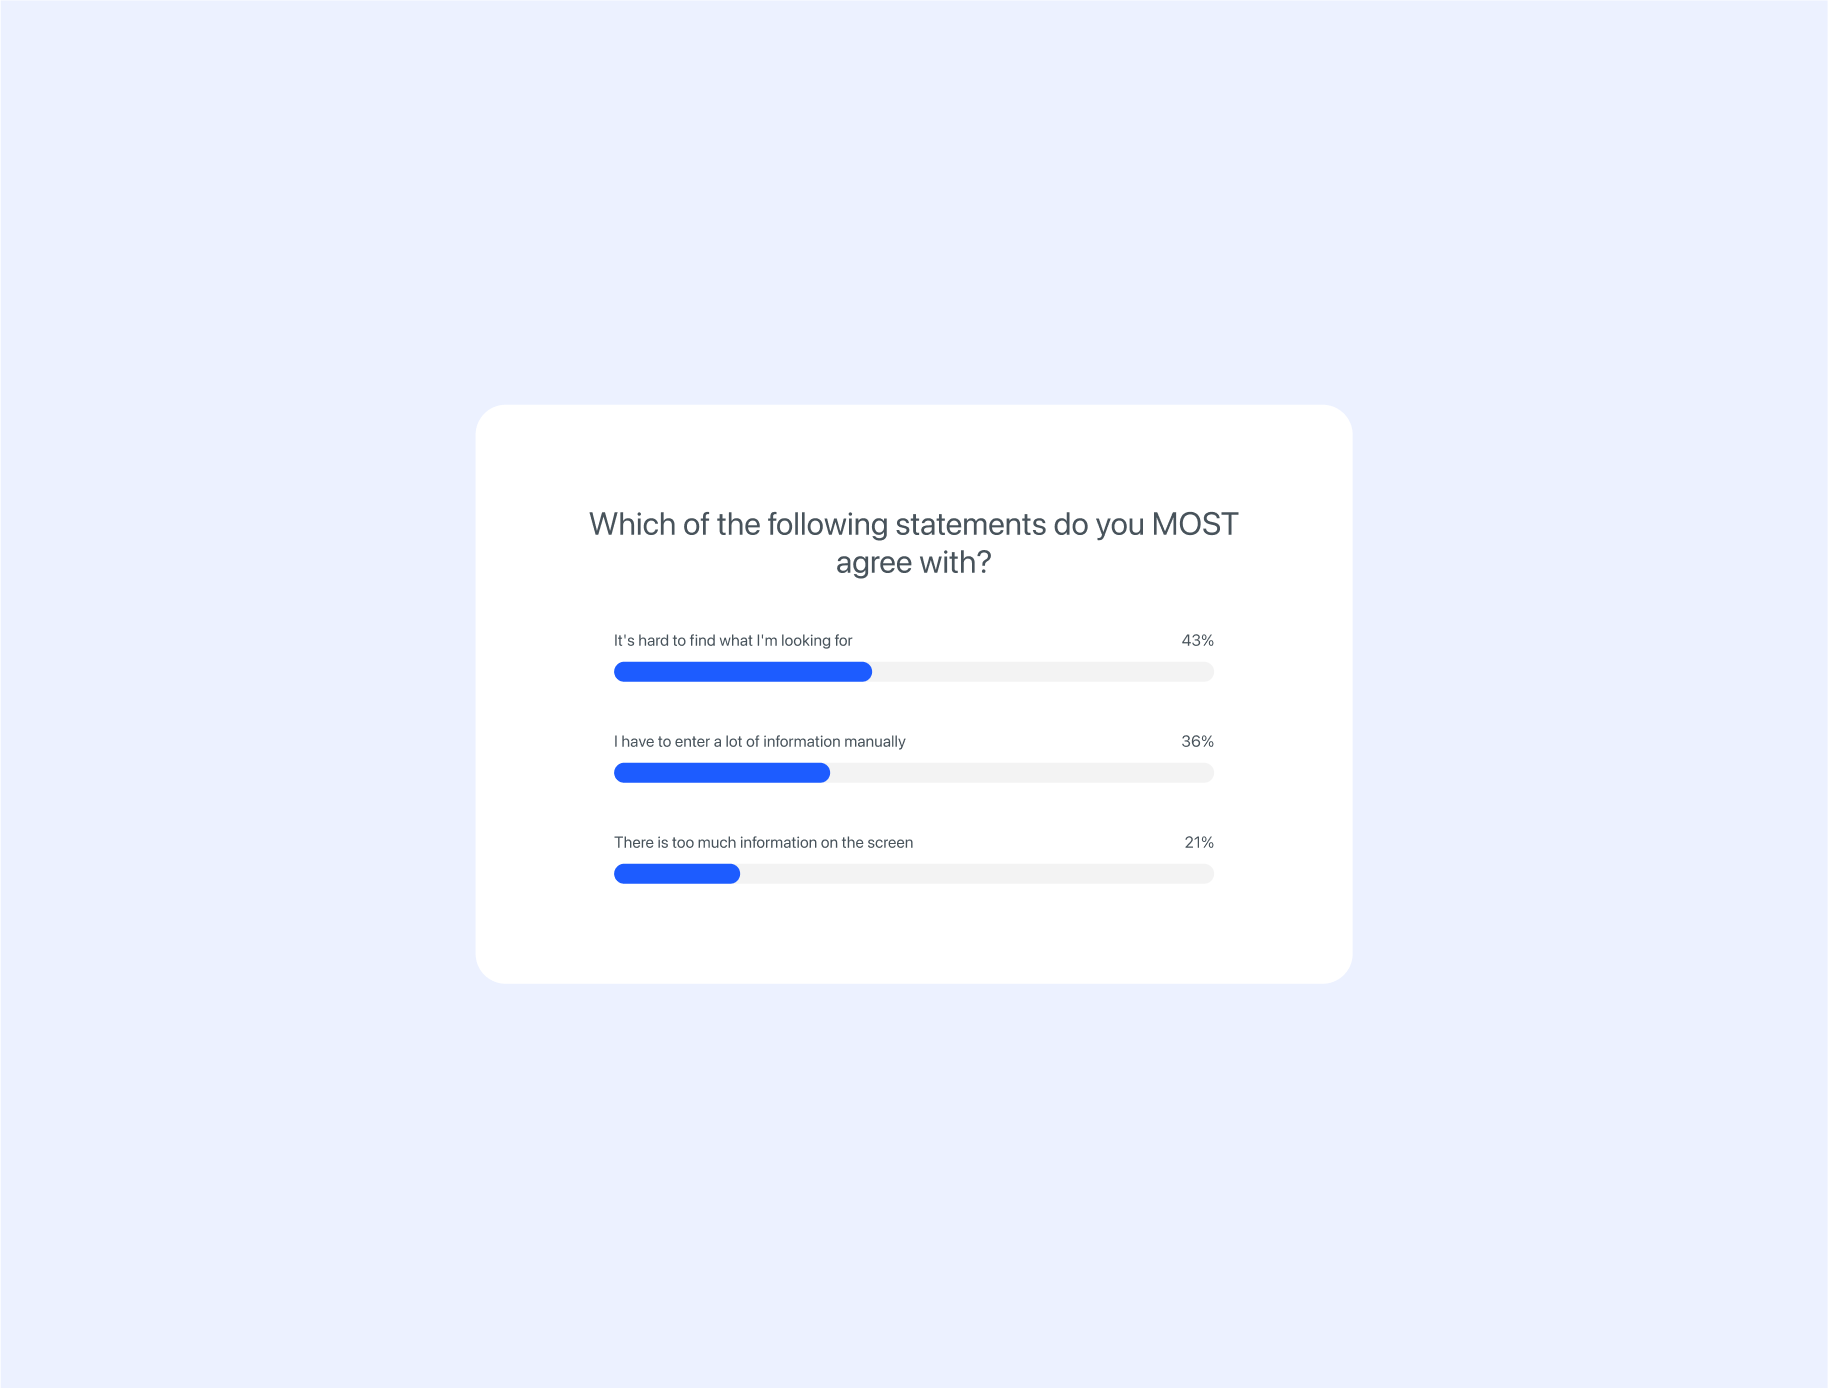 Which of the following statements do you MOST
agree with?
It's hard to find what I'm looking for 43%
I have to enter a lot of information manually 36%
There is too much information on the screen 21%